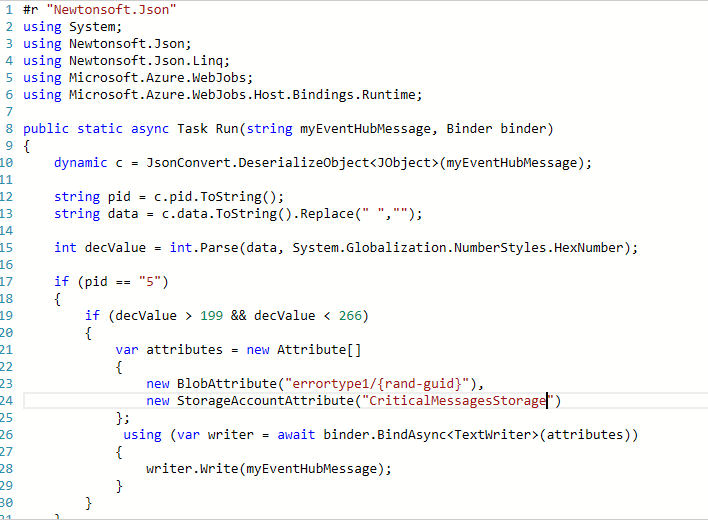 1 #r "Newtonsoft.Json"
2 using System;
3 using Newtonsoft.Json;
4 using Newtonsoft.Json.Linq;
5 using Microsoft.Azure.WebJobs;
6 using Microsoft.Azure.WebJobs.Host.Bindings.Runtime;
7
8 public static async Task Run(string myEventHubMessage, Binder binder)
9 {
10     dynamic c = JsonConvert.DeserializeObject<JObject>(myEventHubMessage);
11
12     string pid = c.pid.ToString();
13     string data = c.data.ToString().Replace(" ","");
14
15     int decValue = int.Parse(data, System.Globalization.NumberStyles.HexNumber);
16
17     if (pid == "5")
18     {
19         if (decValue > 199 && decValue < 266)
20         {
21             var attributes = new Attribute[]
22             {
23                 new BlobAttribute("errortype1/{rand-guid}"),
24                 new StorageAccountAttribute("CriticalMessagesStorage")
25             };
26              using (var writer = await binder.BindAsync<TextWriter>(attributes))
27             {
28                 writer.Write(myEventHubMessage);
29             }
30         }
31     }